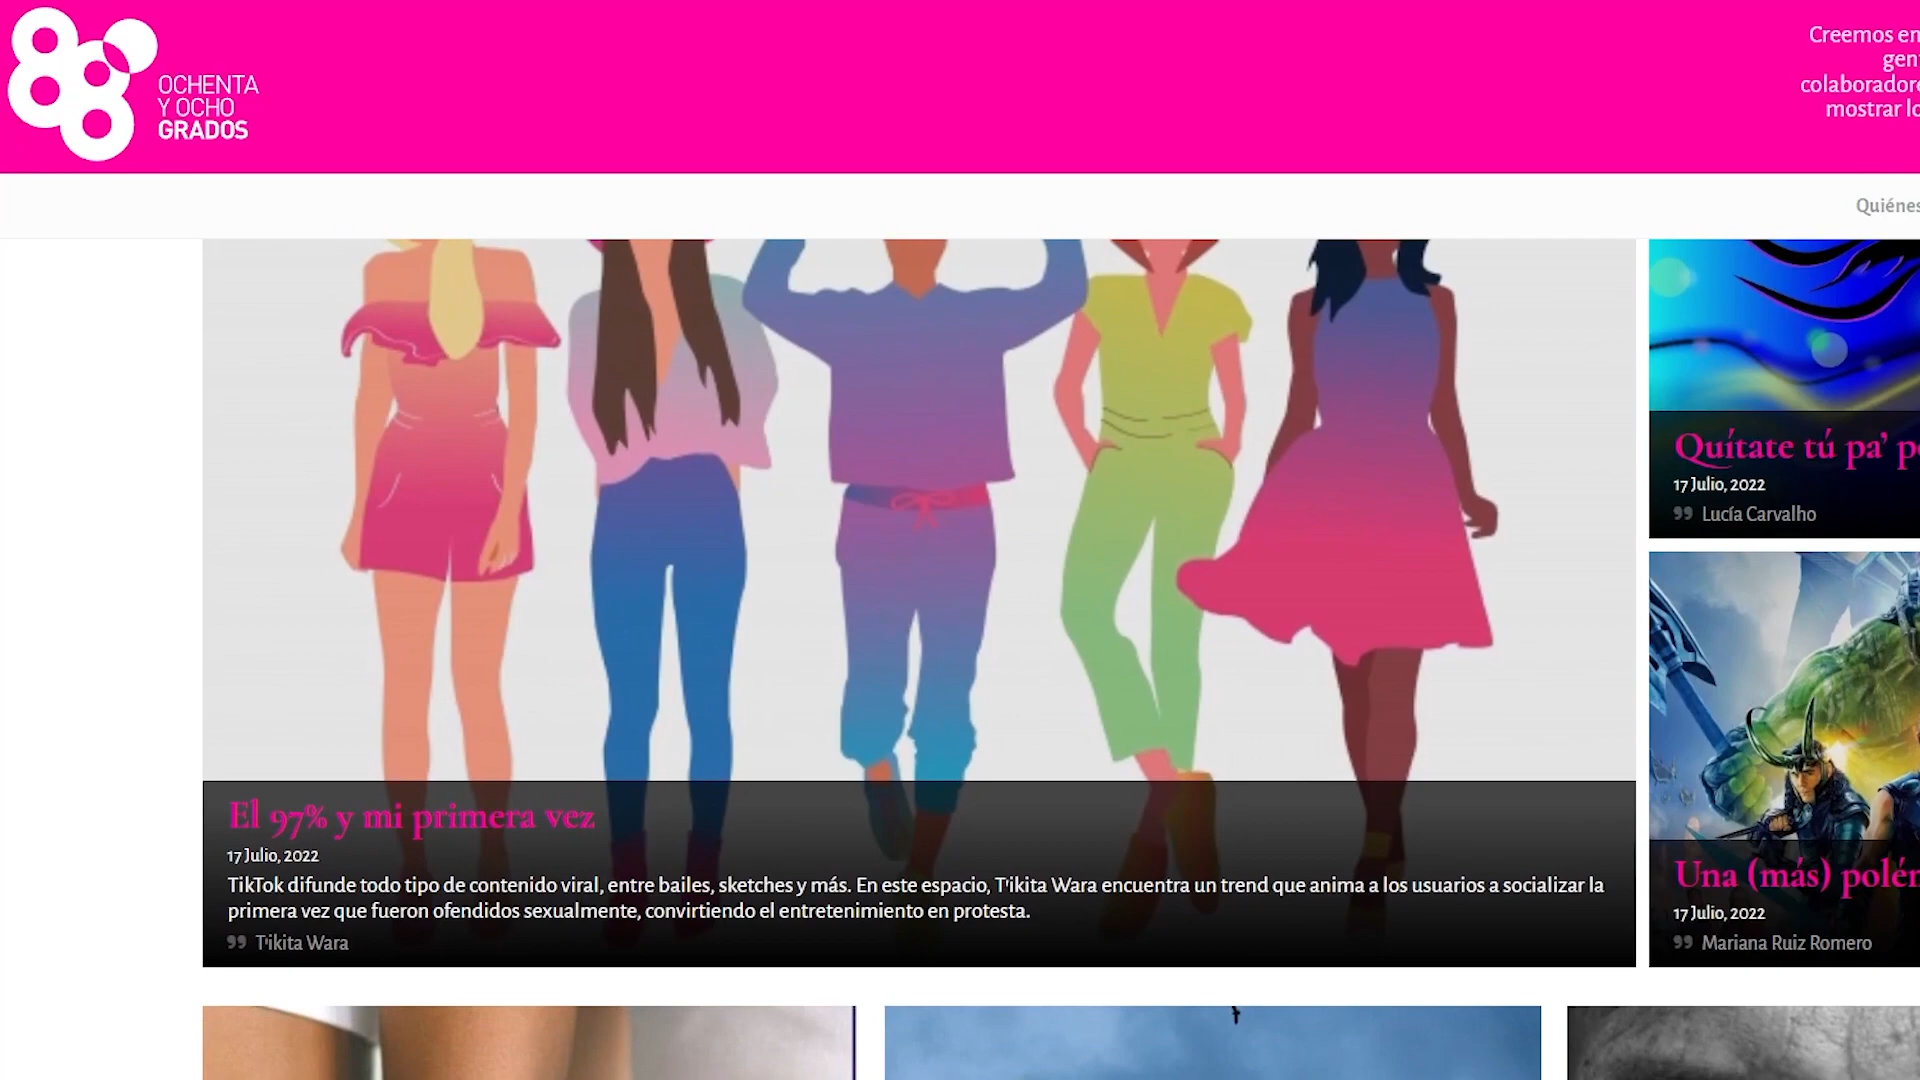 88
OCHENTA
Y OCHO
GRADOS
Creemos en
colaboradore
mostrar lo
Quiénes
El 97% y mi primera vez
17 Julio, 2022
TikTok difunde todo tipo de contenido viral, entre bailes, sketches y más. En este espacio, T'ikita Wara encuentra un trend que anima a los usuarios a socializar la
primera vez que fueron ofendidos sexualmente, convirtiendo el entretenimiento en protesta.
T'ikita Wara
Quítate tú pa' p
17 Julio, 2022
Lucía Carvalho
Una (más)
17 Julio, 2022
Mariana Ruiz Romero